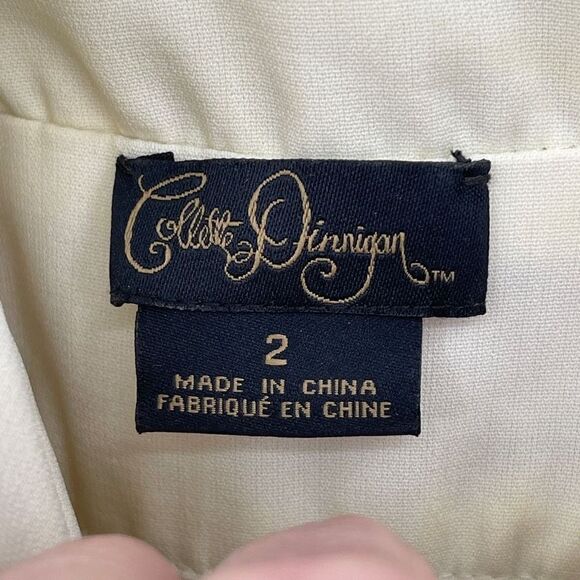 Collette Dinnigan™
2
MADE IN CHINA
FABRIQUÉ EN CHINE